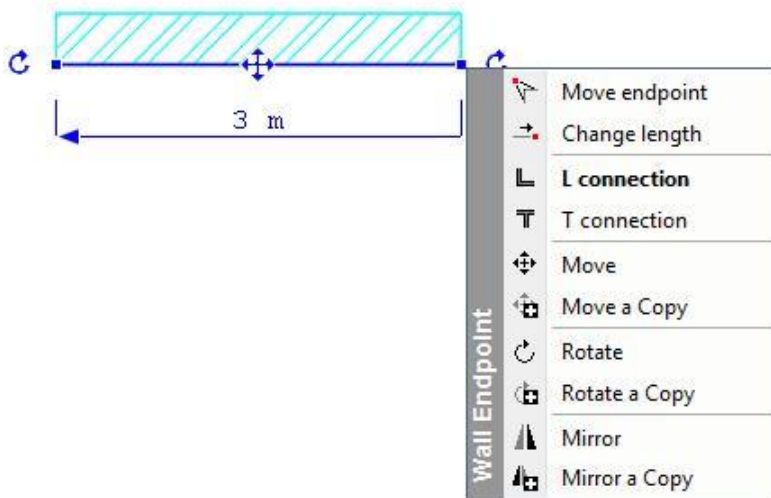 3 m
Wall Endpoint
Move endpoint
Change length
L connection
T connection
Move
Move a Copy
Rotate
Rotate a Copy
Mirror
Mirror a Copy